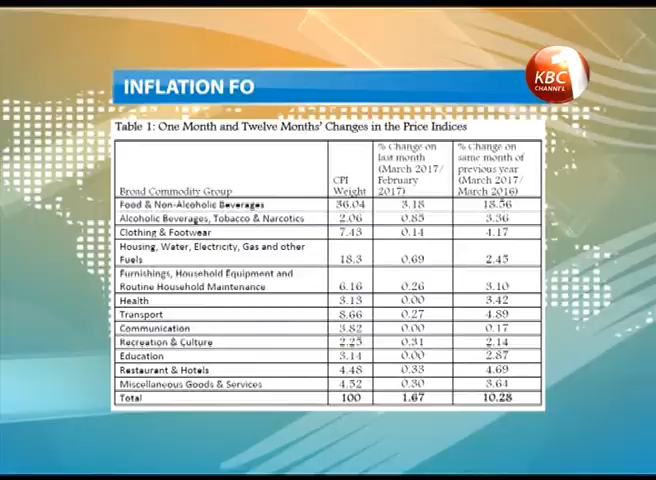 KBC 1
CHANNEL
INFLATION FO
Table 1: One Month and Twelve Months' Changes in the Price Indices
Broad Commodity Group CPI Weight % Change on last month (March 2017/ February 2017) % Change on same month of previous year (March 2017/ March 2016)
Food & Non-Alcoholic Beverages 36.04 3.18 18.56
Alcoholic Beverages, Tobacco & Narcotics 2.06 0.85 3.36
Clothing & Footwear 7.43 0.14 4.17
Housing, Water, Electricity, Gas and other
Fuels 18.3 0.69 2.45
Furnishings, Household Equipment and
Routine Household Maintenance 6.16 0.26 3.10
Health 3.13 0.00 3.42
Transport 8.66 0.27 4.89
Communication 3.82 0.00 0.17
Recreation & Culture 2.25 0.31 2.14
Education 3.14 0.00 2.87
Restaurant & Hotels 4.48 0.33 4.69
Miscellaneous Goods & Services 4.52 0.30 3.64
Total 100 1.67 10.28